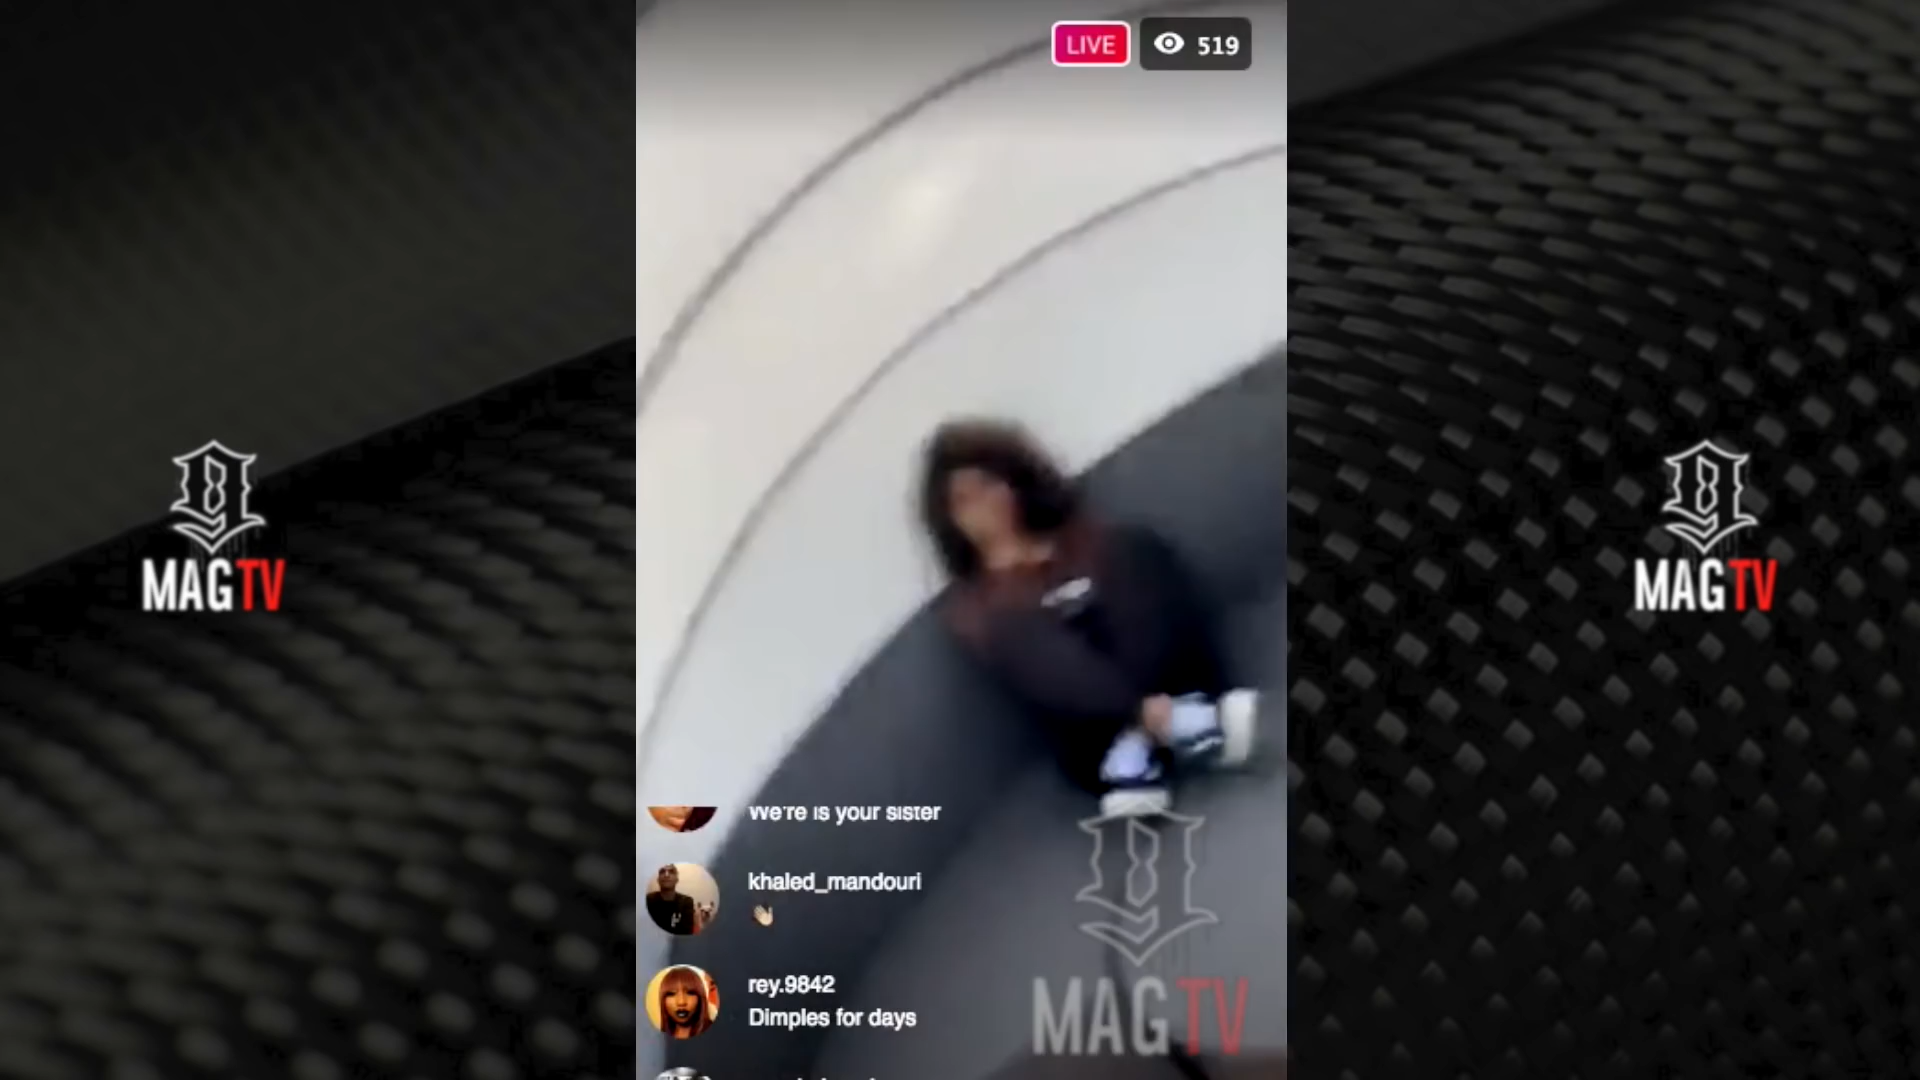 LIVE
519
MAGTV
MAGTV
We're is your sister
khaled_mandouri
rey.9842
Dimples for days
MAGTV